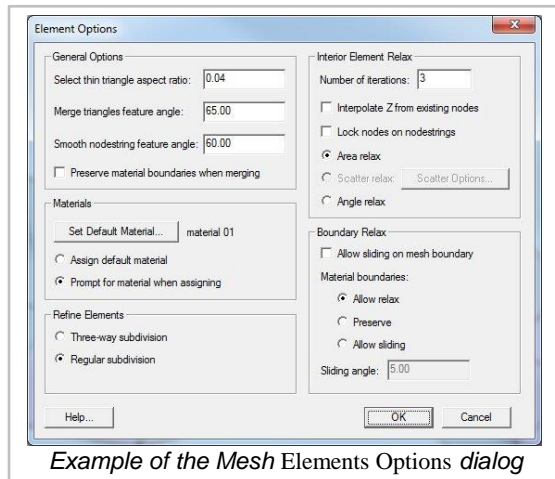 Element Options
General Options
Select thin triangle aspect ratio: 0.04
Merge triangles feature angle: 65.00
Smooth nodestring feature angle: 60.00
Preserve material boundaries when merging
Materials
Set Default Material... material 01
Assign default material
Prompt for material when assigning
Refine Elements
Three-way subdivision
Regular subdivision
Interior Element Relax
Number of iterations: 3
Interpolate Z from existing nodes
Lock nodes on nodestrings
Area relax
Scatter relax: Scatter Options...
Angle relax
Boundary Relax
Allow sliding on mesh boundary
Material boundaries:
Allow relax
Preserve
Allow sliding
Sliding angle: 5.00
Help... OK Cancel
Example of the Mesh Elements Options dialog